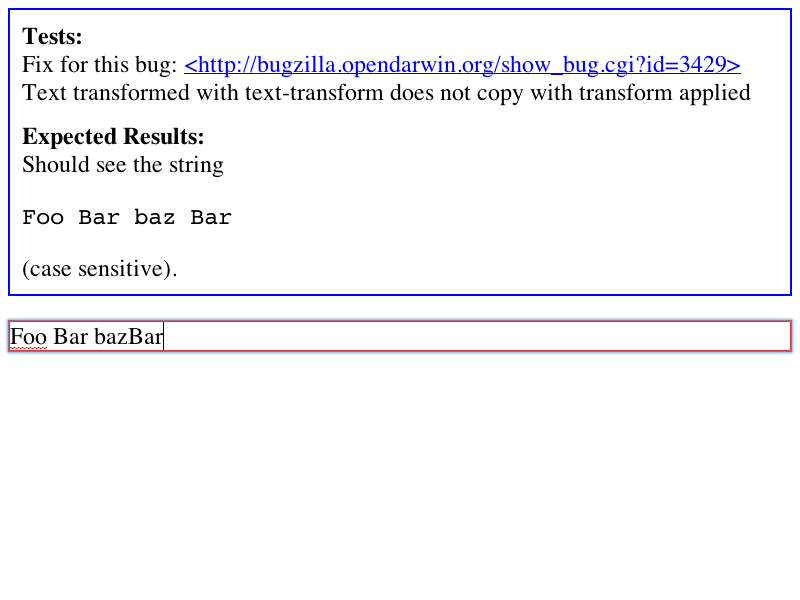 Tests:
Fix for this bug: <http://bugzilla.opendarwin.org/show_bug.cgi?id=3429>
Text transformed with text-transform does not copy with transform applied
Expected Results:
Should see the string
Foo Bar baz Bar
(case sensitive).
Foo Bar bazBar